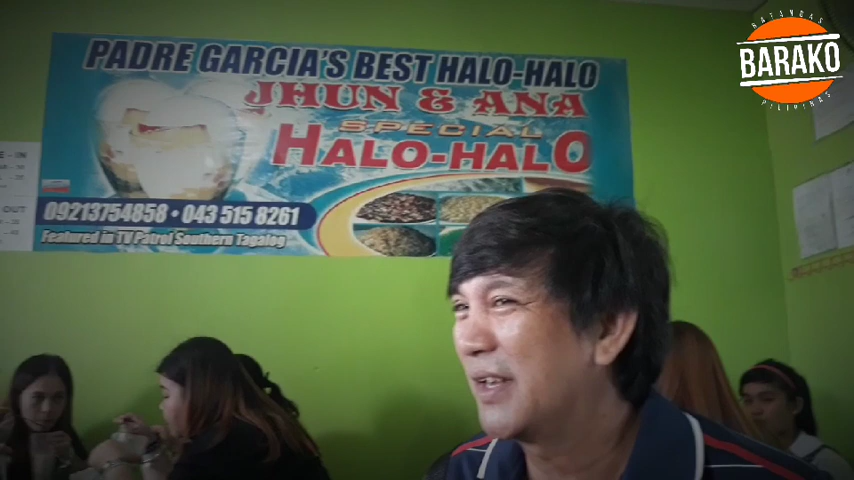 PADRE GARCIA'S BEST HALO-HALO
JHUN & ANA
SPECIAL
HALO-HALO
09213754858 • 043 515 8261
Featured in TV Patrol Southern Tagalog
OUT
BATANGAS
BARAKO
PILIPINAS